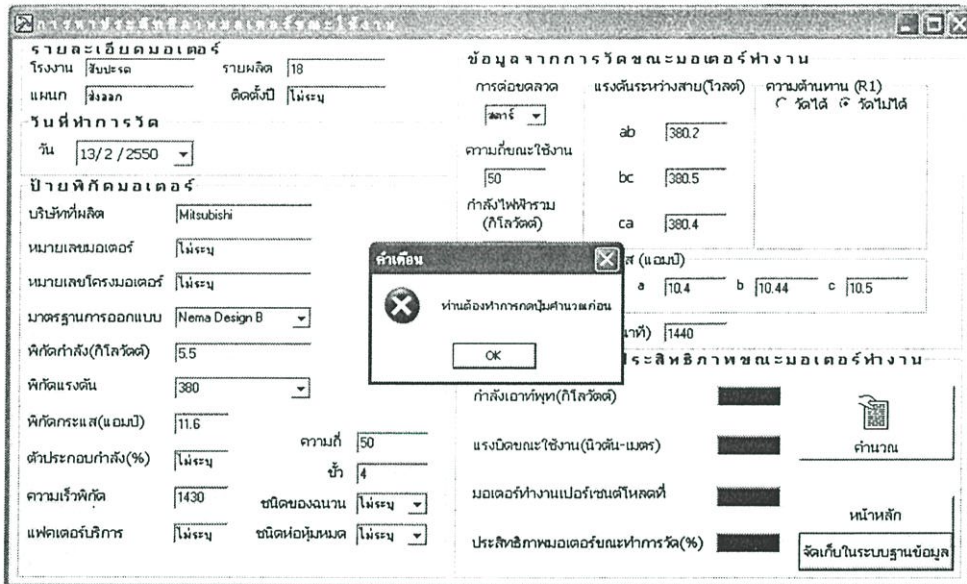 การหาประสิทธิภาพมอเตอร์ขณะใช้งาน
รายละเอียดมอเตอร์
โรงงาน สับปะรด รายผลิต 18
แผนก ส่งออก ติดตั้งปี ไม่ระบุ
วันที่ทำการวัด
วัน 13/2 /2550
ป้ายพิกัดมอเตอร์
บริษัทที่ผลิต Mitsubishi
หมายเลขมอเตอร์ ไม่ระบุ
หมายเลขโครงมอเตอร์ ไม่ระบุ
มาตรฐานการออกแบบ Nema Design B
พิกัดกำลัง(กิโลวัตต์) 5.5
พิกัดแรงดัน 380
พิกัดกระแส(แอมป์) 11.6
ความถี่ 50
ตัวประกอบกำลัง(%) ไม่ระบุ
ขั้ว 4
ความเร็วพิกัด 1430
ชนิดของฉนวน ไม่ระบุ
แฟคเตอร์บริการ ไม่ระบุ
ชนิดห่อหุ้มหมด ไม่ระบุ
ข้อมูลจากการวัดขณะมอเตอร์ทำงาน
การต่อขดลวด
สตาร์
ความถี่ขณะใช้งาน
50
กำลังไฟฟ้ารวม
(กิโลวัตต์)
แรงดันระหว่างสาย(โวลต์)
ab 380.2
bc 380.5
ca 380.4
ความต้านทาน (R1)
วัดได้ วัดไม่ได้
ส (แอมป์)
a 10.4 b 10.44 c 10.5
นาที) 1440
คำเตือน
ท่านต้องทำการกดปุ่มคำนวณก่อน
OK
ประสิทธิภาพขณะมอเตอร์ทำงาน
กำลังเอาท์พุท(กิโลวัตต์)
แรงบิดขณะใช้งาน(นิวตัน-เมตร)
มอเตอร์ทำงานเปอร์เซนต์โหลดที่
ประสิทธิภาพมอเตอร์ขณะทำการวัด(%)
คำนวณ
หน้าหลัก
จัดเก็บในระบบฐานข้อมูล